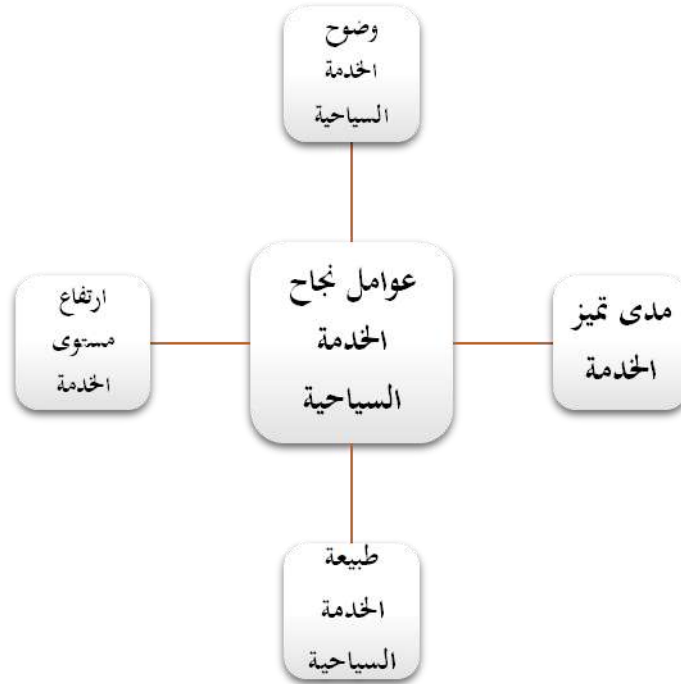 وضوح
الخدمة
السياحية
عوامل نجاح
الخدمة
السياحية
مدى تميز
الخدمة
ارتفاع
مستوى
الخدمة
طبيعة
الخدمة
السياحية